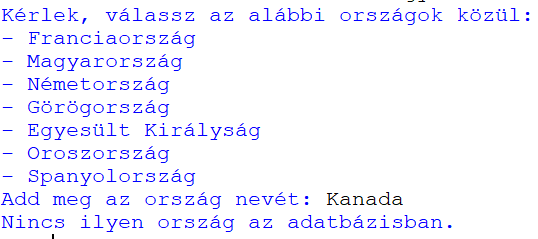 Kérlek, válassz az alábbi országok közül:
- Franciaország
- Magyarország
- Németország
- Görögország
- Egyesült Királyság
- Oroszország
- Spanyolország
Add meg az ország nevét: Kanada
Nincs ilyen ország az adatbázisban.